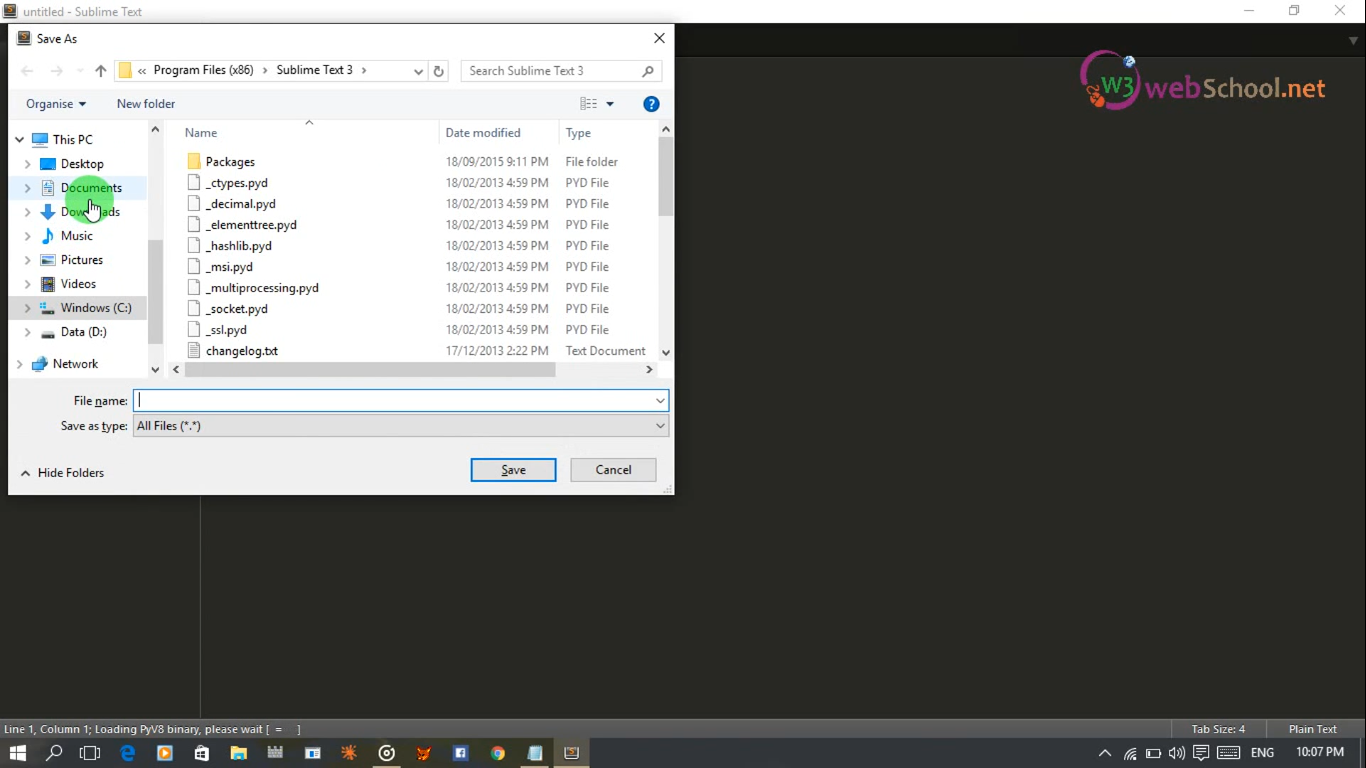 untitled - Sublime Text
Save As
« Program Files (x86) › Sublime Text 3 ›
Search Sublime Text 3
Organise
New folder
?
Name Date modified Type
This PC
Desktop
Documents
Downloads
Music
Pictures
Videos
Windows (C:)
Data (D:)
Network
Packages 18/09/2015 9:11 PM File folder
_ctypes.pyd 18/02/2013 4:59 PM PYD File
_decimal.pyd 18/02/2013 4:59 PM PYD File
_elementtree.pyd 18/02/2013 4:59 PM PYD File
_hashlib.pyd 18/02/2013 4:59 PM PYD File
_msi.pyd 18/02/2013 4:59 PM PYD File
_multiprocessing.pyd 18/02/2013 4:59 PM PYD File
_socket.pyd 18/02/2013 4:59 PM PYD File
_ssl.pyd 18/02/2013 4:59 PM PYD File
changelog.txt 17/12/2013 2:22 PM Text Document
File name:
Save as type: All Files (*.*)
Hide Folders
Save
Cancel
W3webSchool.net
Line 1, Column 1; Loading PyV8 binary, please wait [ = ]
Tab Size: 4
Plain Text
ENG
10:07 PM